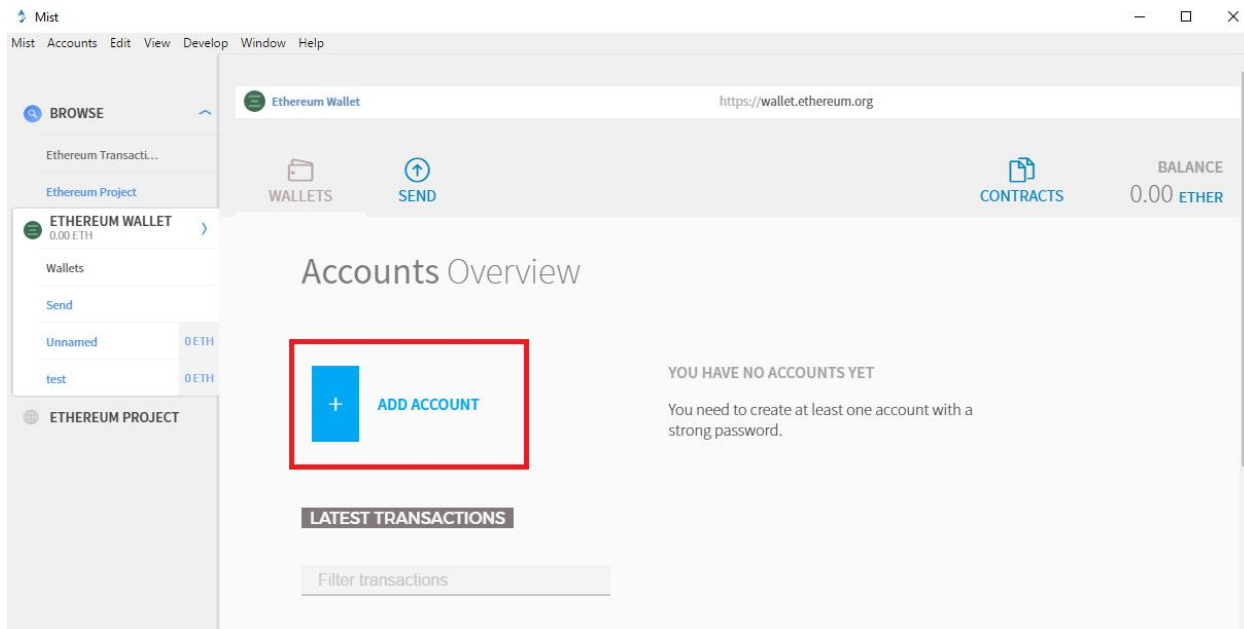 Mist
Mist Accounts Edit View Develop Window Help
BROWSE
Ethereum Transacti...
Ethereum Project
ETHEREUM WALLET
0.00 ETH
Wallets
Send
Unnamed 0 ETH
test 0 ETH
ETHEREUM PROJECT
Ethereum Wallet https://wallet.ethereum.org
WALLETS SEND CONTRACTS
BALANCE
0.00 ETHER
Accounts Overview
+ ADD ACCOUNT
YOU HAVE NO ACCOUNTS YET
You need to create at least one account with a
strong password.
LATEST TRANSACTIONS
Filter transactions